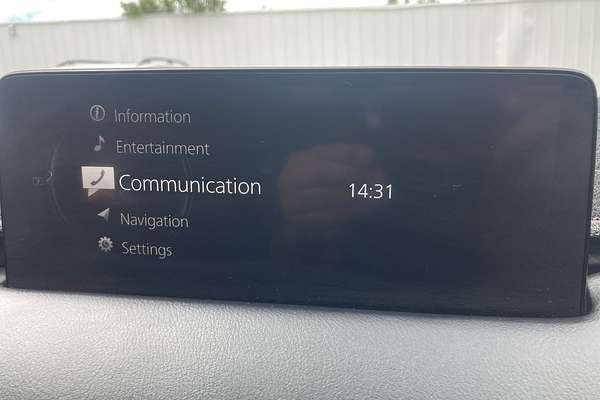 Information
Entertainment
Communication
14:31
Navigation
Settings